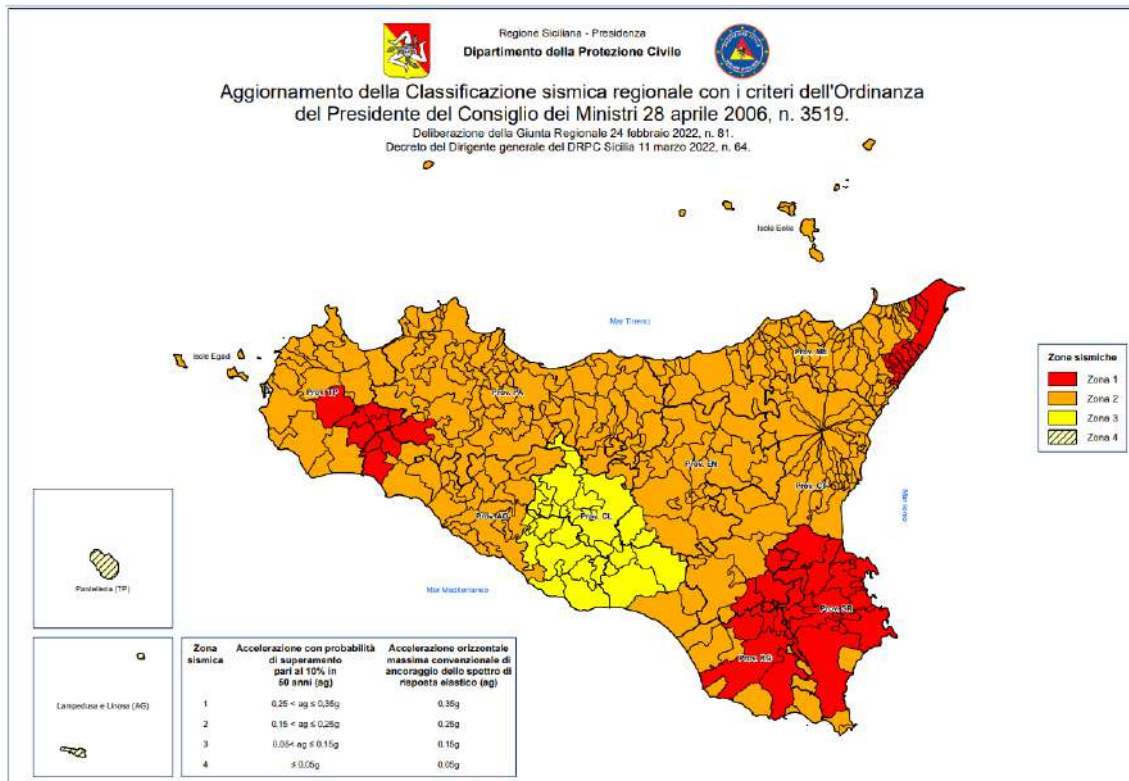 Regione Siciliana - Presidenza
Dipartimento della Protezione Civile
Aggiornamento della Classificazione sismica regionale con i criteri dell'Ordinanza
del Presidente del Consiglio dei Ministri 28 aprile 2006, n. 3519.
Deliberazione della Giunta Regionale 24 febbraio 2022, n. 81.
Decreto del Dirigente generale del DRPC Sicilia 11 marzo 2022, n. 64.
Isole Eolie
Mar Tirreno
Isole Egadi
Prov. ME
Prov. TP
Prov. PA
Prov. EN
Prov. CT
Prov. AG
Prov. CL
Mar Ionio
Prov. SR
Prov. RG
Mar Mediterraneo
Zone sismiche
Zona 1
Zona 2
Zona 3
Zona 4
Pantelleria (TP)
Lampedusa e Linosa (AG)
Zona sismica
Accelerazione con probabilità di superamento pari al 10% in 50 anni (ag)
Accelerazione orizzontale massima convenzionale di ancoraggio dello spettro di risposta elastico (ag)
1 0,25 < ag ≤ 0,35g 0,35g
2 0,15 < ag ≤ 0,25g 0,25g
3 0,05< ag ≤ 0,15g 0,15g
4 ≤ 0,05g 0,05g